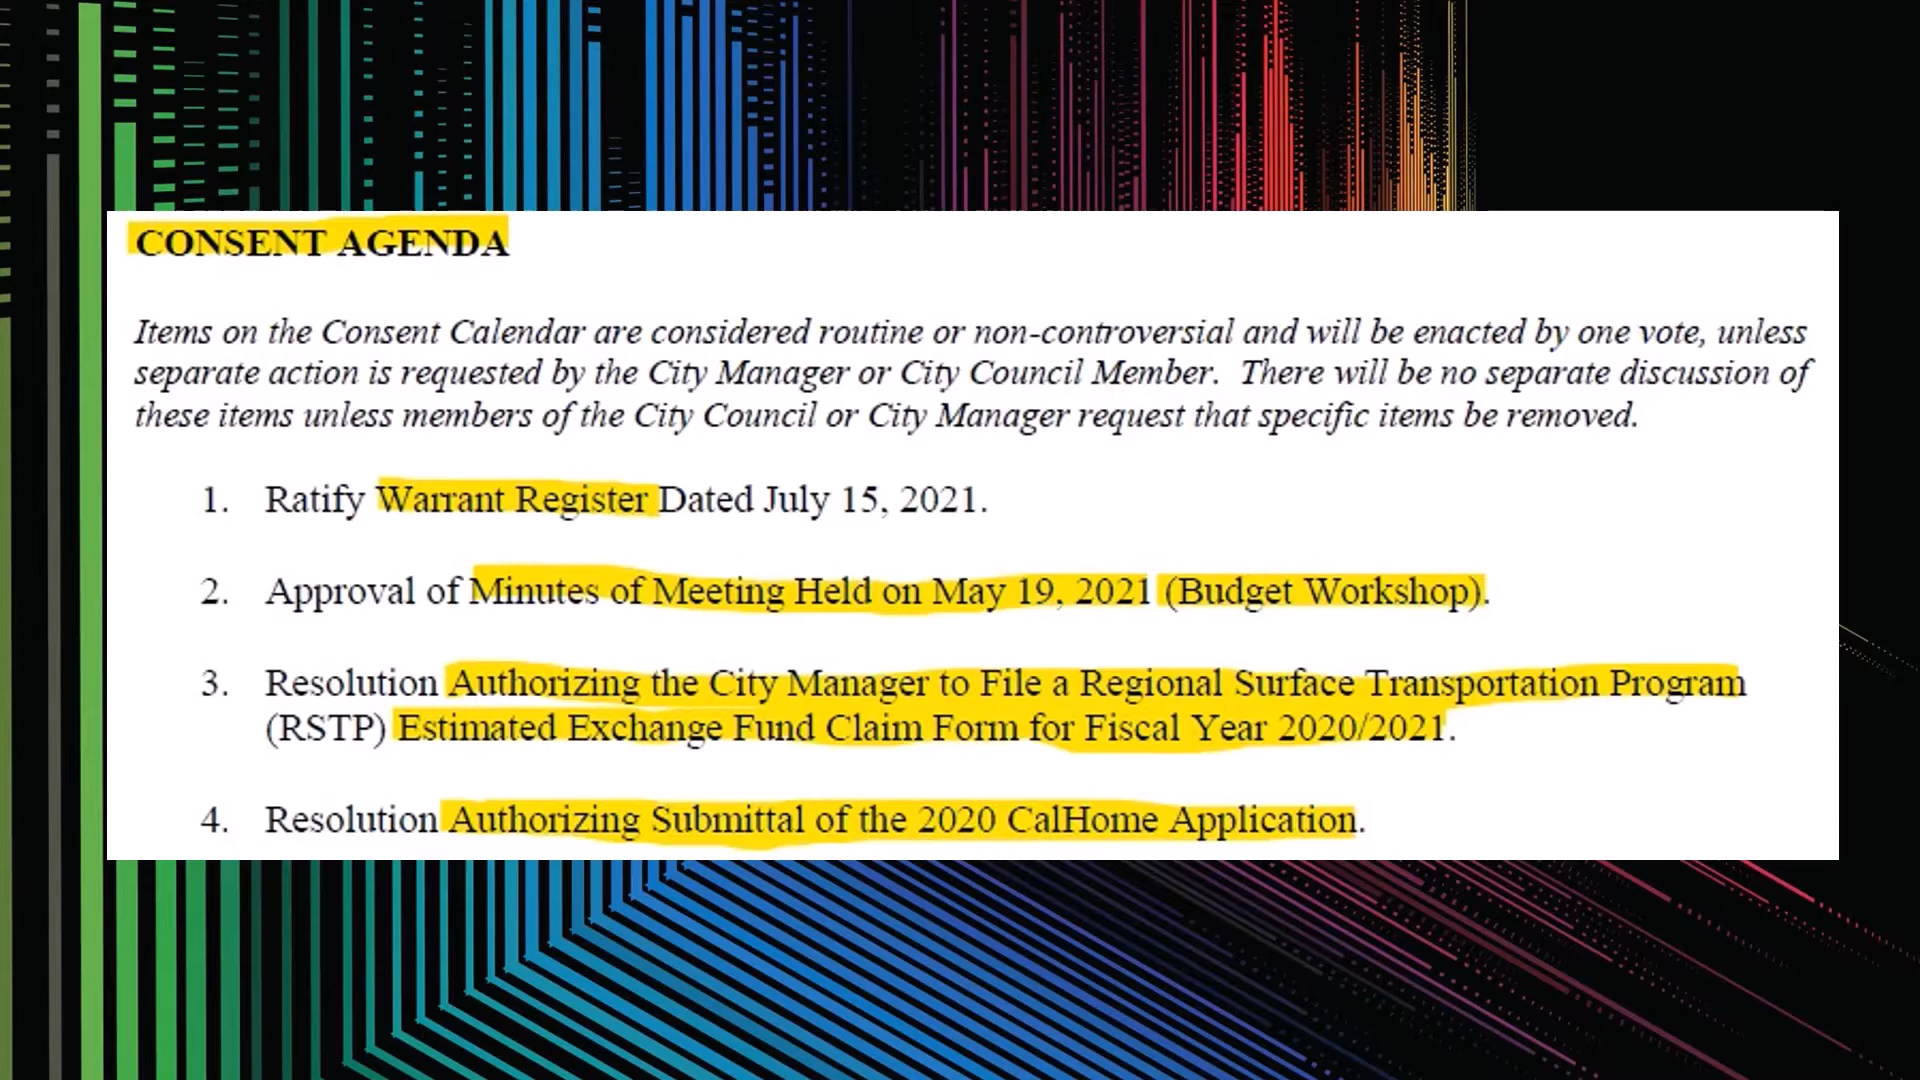 CONSENT AGENDA
Items on the Consent Calendar are considered routine or non-controversial and will be enacted by one vote, unless
separate action is requested by the City Manager or City Council Member. There will be no separate discussion of
these items unless members of the City Council or City Manager request that specific items be removed.
1. Ratify Warrant Register Dated July 15, 2021.
2. Approval of Minutes of Meeting Held on May 19, 2021 (Budget Workshop).
3. Resolution Authorizing the City Manager to File a Regional Surface Transportation Program
(RSTP) Estimated Exchange Fund Claim Form for Fiscal Year 2020/2021.
4. Resolution Authorizing Submittal of the 2020 CalHome Application.